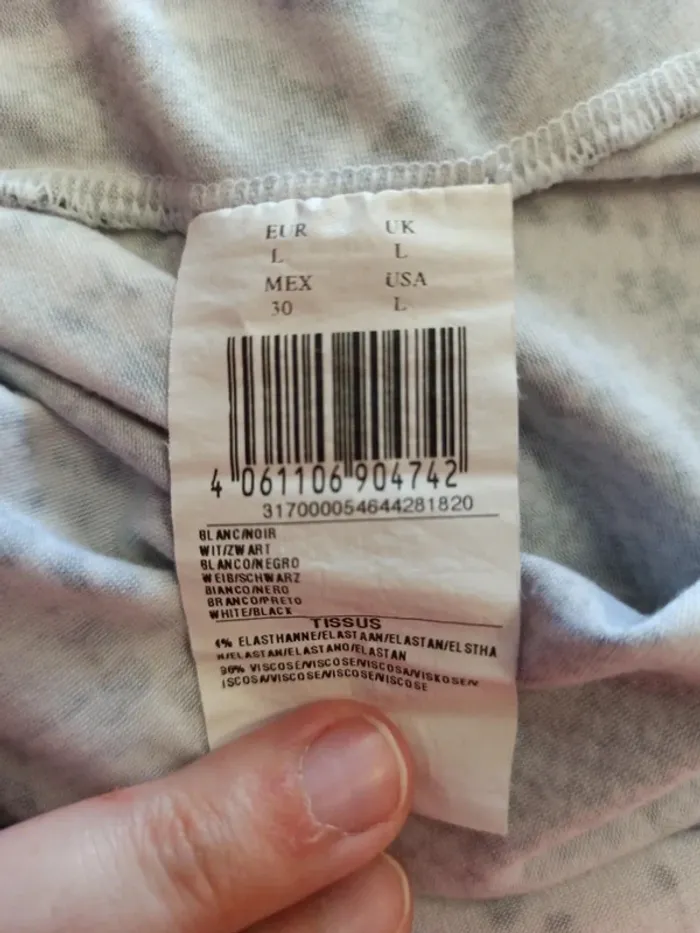 EUR UK
L L
MEX USA
30 L
4 061106 904742
3170000054644281820
BLANC/NOIR
WIT/ZWART
BLANCO/NEGRO
WEIB/SCHWARZ
BIANCO/NERO
BRANCO/PRETO
WHITE/BLACK
TISSUS
4% ELASTHANNE/ELASTAAN/ELASTAN/ELSTHA
N/ELASTAN/ELASTANO/ELASTAN
96% VISCOSE/VISCOSE/VISCOSA/VISKOSE/V
ISCOSA/VISCOSE/VISCOSE/VISCOSE